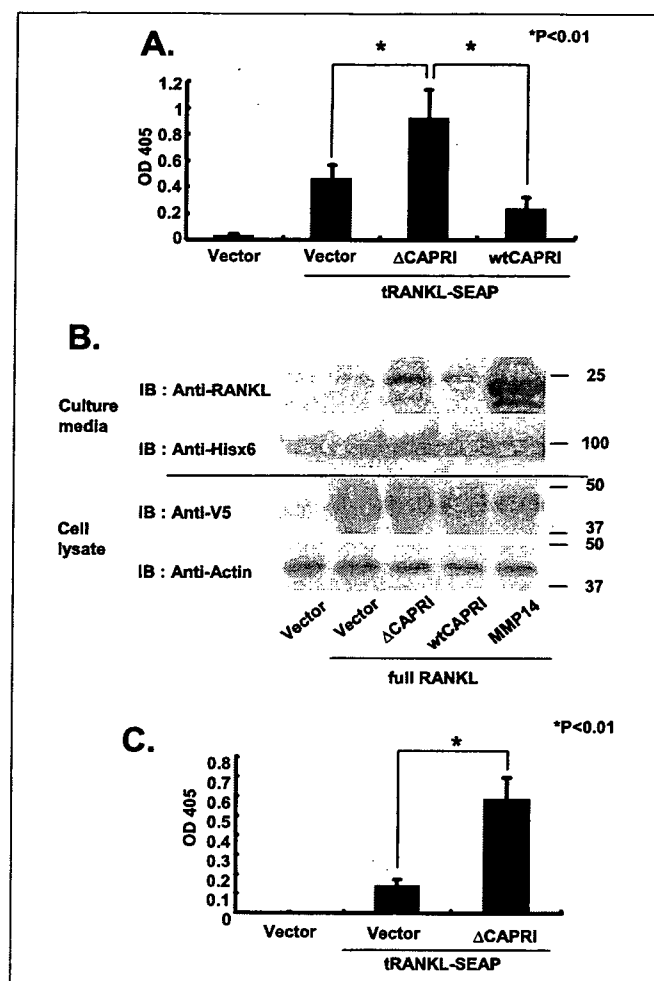 A.
*P<0.01
* *
OD 405
1.2
1
0.8
0.6
0.4
0.2
0
Vector Vector ΔCAPRI wtCAPRI
tRANKL-SEAP
B.
Culture media
IB : Anti-RANKL
25
IB : Anti-Hisx6
100
Cell lysate
IB : Anti-V5
50
37
IB : Anti-Actin
50
37
Vector Vector ΔCAPRI wtCAPRI MMP14
full RANKL
C.
*P<0.01
*
OD 405
0.8
0.7
0.6
0.5
0.4
0.3
0.2
0.1
0
Vector Vector ΔCAPRI
tRANKL-SEAP